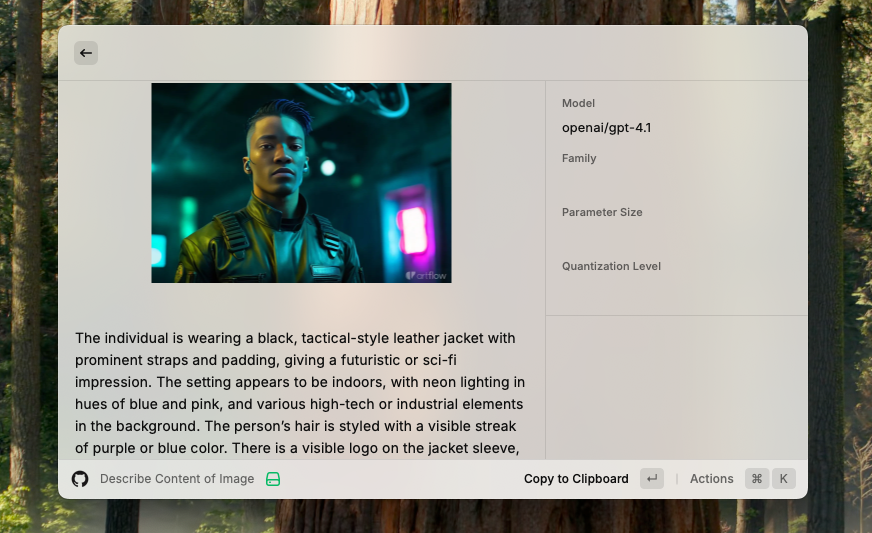 artflow
The individual is wearing a black, tactical-style leather jacket with
prominent straps and padding, giving a futuristic or sci-fi
impression. The setting appears to be indoors, with neon lighting in
hues of blue and pink, and various high-tech or industrial elements
in the background. The person’s hair is styled with a visible streak
of purple or blue color. There is a visible logo on the jacket sleeve,
Model
openai/gpt-4.1
Family
Parameter Size
Quantization Level
Describe Content of Image
Copy to Clipboard
Actions
⌘ K